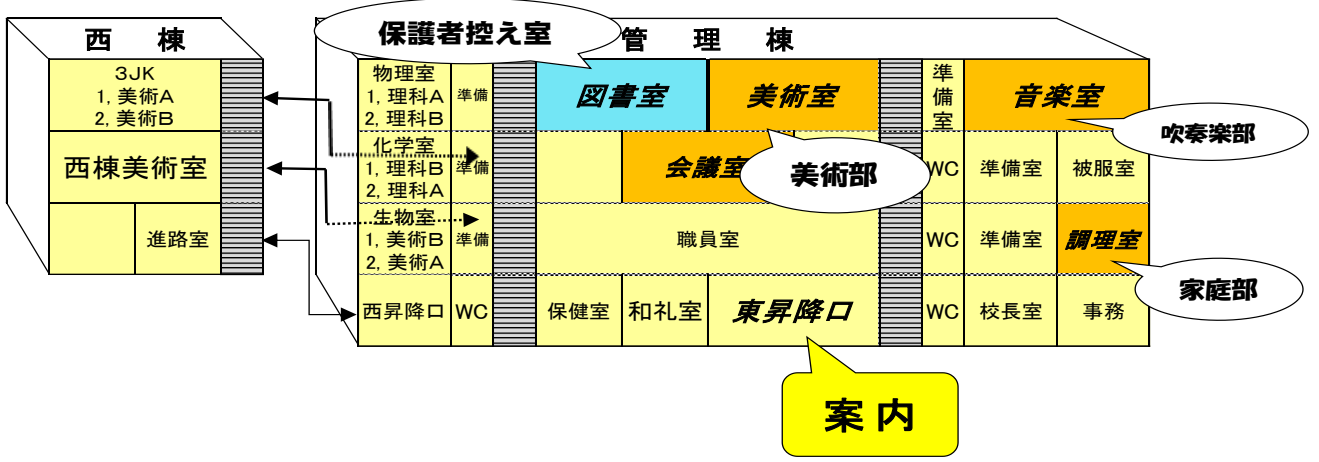 西　棟
3JK
1, 美術A
2, 美術B
西棟美術室
進路室
保護者控え室
管　理　棟
物理室
1, 理科A
2, 理科B
準備
図書室
美術室
準備室
音楽室
吹奏楽部
化学室
1, 理科B
2, 理科A
準備
会議室
美術部
WC
準備室
被服室
生物室
1, 美術B
2, 美術A
準備
職員室
WC
準備室
調理室
家庭部
西昇降口
WC
保健室
和礼室
東昇降口
WC
校長室
事務
案内